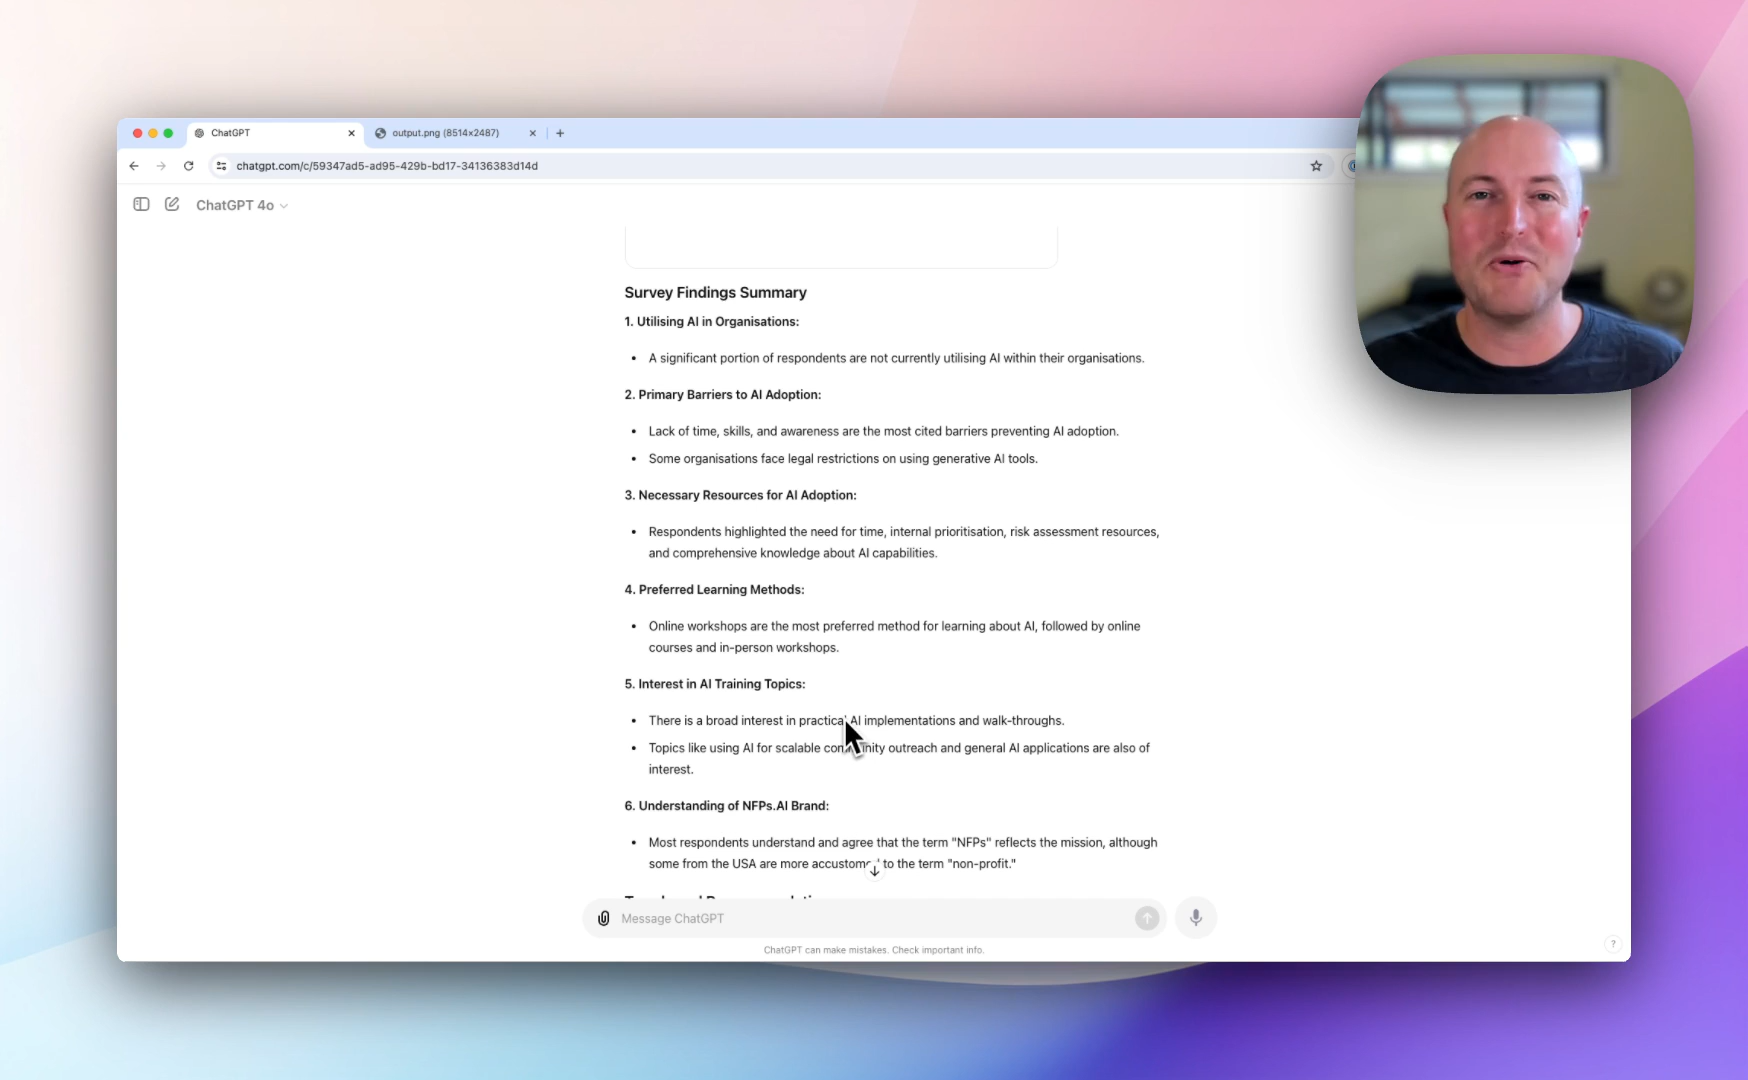 ChatGPT
output.png (8514×2487)
chatgpt.com/c/59347ad5-ad95-429b-bd17-34136383d14d
ChatGPT 4o
Survey Findings Summary
1. Utilising AI in Organisations:
• A significant portion of respondents are not currently utilising AI within their organisations.
2. Primary Barriers to AI Adoption:
• Lack of time, skills, and awareness are the most cited barriers preventing AI adoption.
• Some organisations face legal restrictions on using generative AI tools.
3. Necessary Resources for AI Adoption:
• Respondents highlighted the need for time, internal prioritisation, risk assessment resources,
and comprehensive knowledge about AI capabilities.
4. Preferred Learning Methods:
• Online workshops are the most preferred method for learning about AI, followed by online
courses and in-person workshops.
5. Interest in AI Training Topics:
• There is a broad interest in practical AI implementations and walk-throughs.
• Topics like using AI for scalable community outreach and general AI applications are also of
interest.
6. Understanding of NFPs.AI Brand:
• Most respondents understand and agree that the term "NFPs" reflects the mission, although
some from the USA are more accustomed to the term "non-profit."
Message ChatGPT
ChatGPT can make mistakes. Check important info.
?